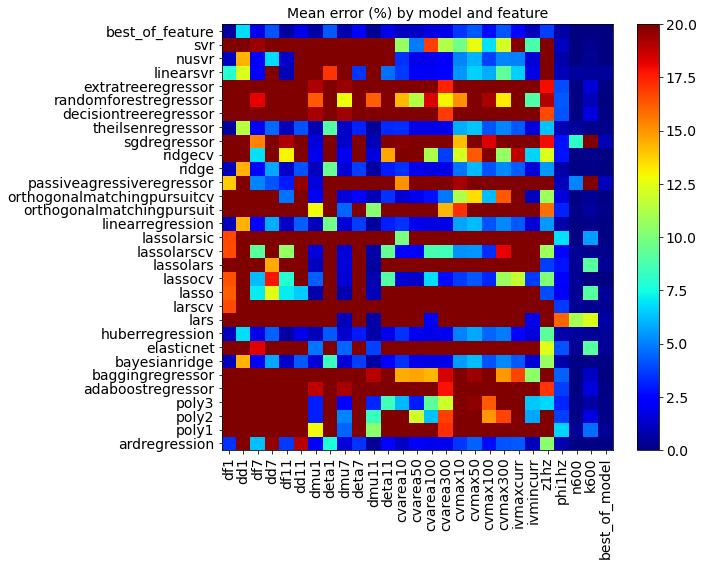 Mean error (%) by model and feature
best_of_feature
svr
nusvr
linearsvr
extratreeregressor
randomforestregressor
decisiontreeregressor
theilsenregressor
sgdregressor
ridgecv
ridge
passiveagressiveregressor
orthogonalmatchingpursuitcv
orthogonalmatchingpursuit
linearregression
lassolarsic
lassolarscv
lassolars
lassocv
lasso
larscv
lars
huberregression
elasticnet
bayesianridge
baggingregressor
adaboostregressor
poly3
poly2
poly1
ardregression
df1
dd1
df7
dd7
df11
dd11
dmu1
deta1
dmu7
deta7
dmu11
deta11
cvarea10
cvarea50
cvarea100
cvarea300
cvmax10
cvmax50
cvmax100
cvmax300
ivmaxcurr
ivmincurr
z1hz
phi1hz
n600
k600
best_of_model
20.0
17.5
15.0
12.5
10.0
7.5
5.0
2.5
0.0